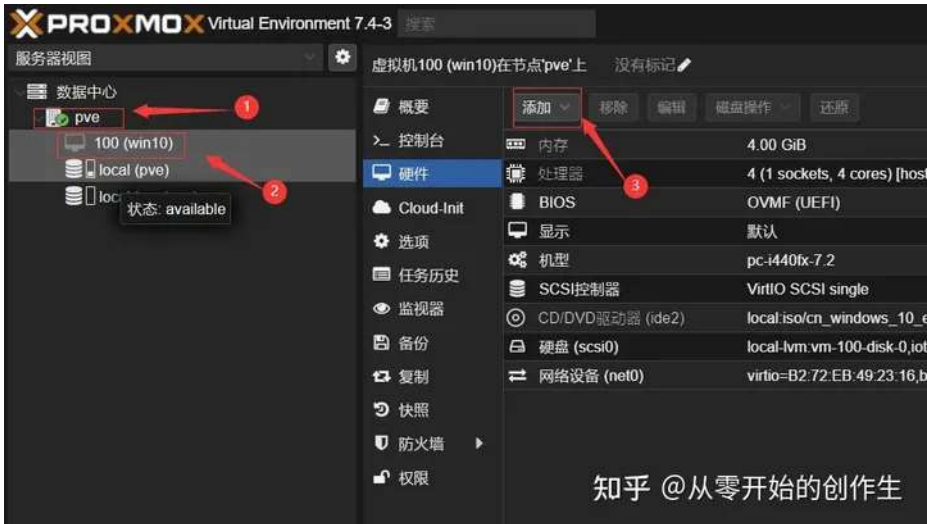 PROXMOX Virtual Environment 7.4-3 搜索
服务器视图
数据中心
pve
100 (win10)
local (pve)
loc
状态: available
1
2
3
虚拟机100 (win10)在节点'pve'上 没有标记
概要
控制台
硬件
Cloud-Init
选项
任务历史
监视器
备份
复制
快照
防火墙
权限
添加 移除 编辑 磁盘操作 还原
内存 4.00 GiB
处理器 4 (1 sockets, 4 cores) [host
BIOS OVMF (UEFI)
显示 默认
机型 pc-i440fx-7.2
SCSI控制器 VirtIO SCSI single
CD/DVD驱动器 (ide2) local:iso/cn_windows_10_e
硬盘 (scsi0) local-lvm:vm-100-disk-0,iot
网络设备 (net0) virtio=B2:72:EB:49:23:16,b
知乎 @从零开始的创作生